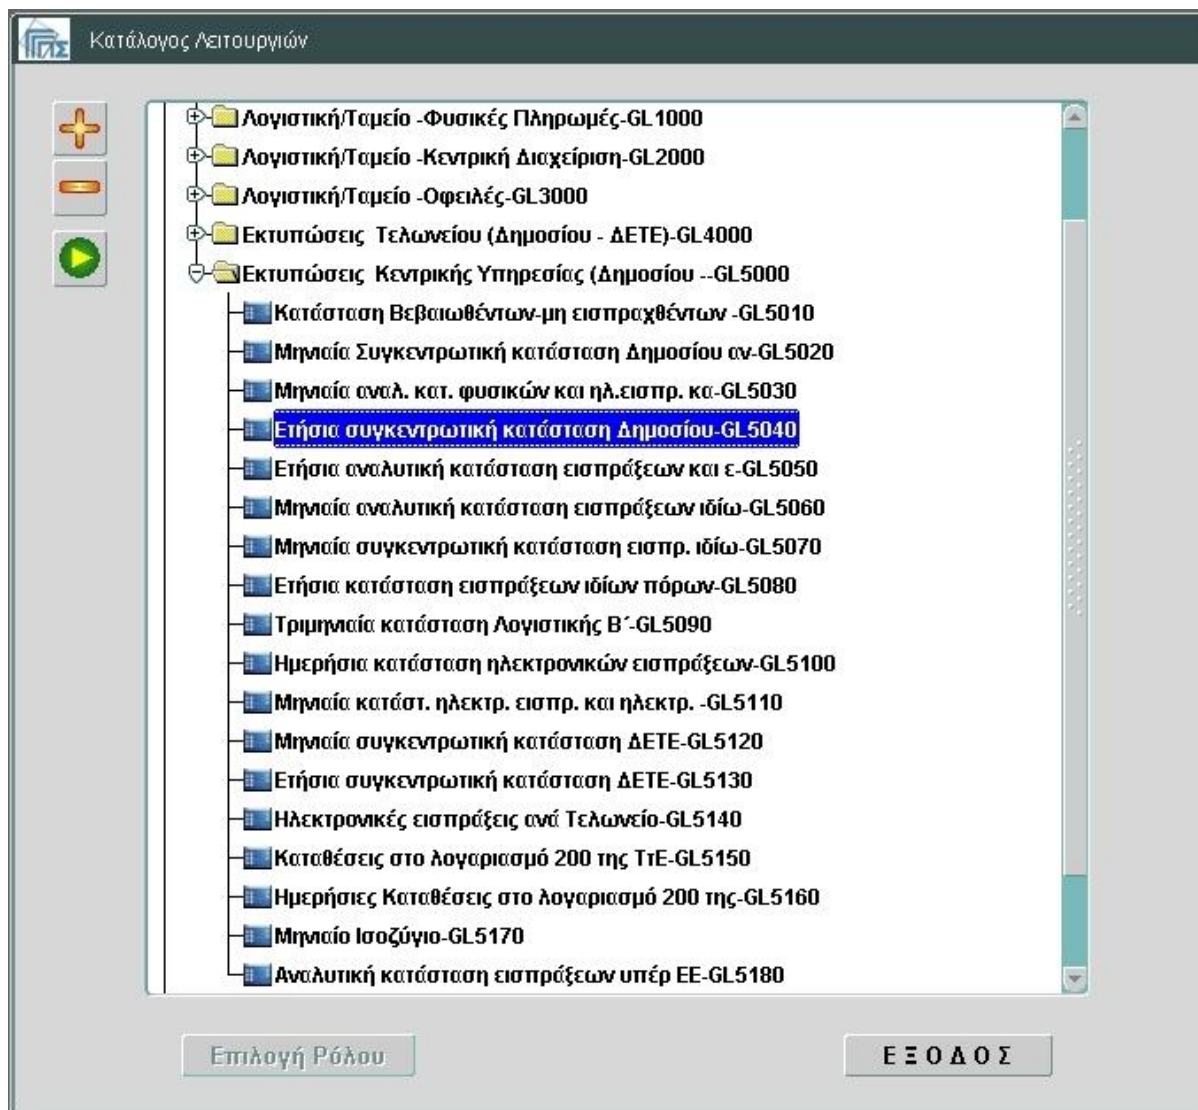 ΓΓΠΣ
Κατάλογος Λειτουργιών
Λογιστική/Ταμείο -Φυσικές Πληρωμές-GL1000
Λογιστική/Ταμείο -Κεντρική Διαχείριση-GL2000
Λογιστική/Ταμείο -Οφειλές-GL3000
Εκτυπώσεις Τελωνείου (Δημοσίου - ΔΕΤΕ)-GL4000
Εκτυπώσεις Κεντρικής Υπηρεσίας (Δημοσίου --GL5000
Κατάσταση Βεβαιωθέντων-μη εισπραχθέντων -GL5010
Μηνιαία Συγκεντρωτική κατάσταση Δημοσίου αν-GL5020
Μηνιαία αναλ. κατ. φυσικών και ηλ.εισπρ. κα-GL5030
Ετήσια συγκεντρωτική κατάσταση Δημοσίου-GL5040
Ετήσια αναλυτική κατάσταση εισπράξεων και ε-GL5050
Μηνιαία αναλυτική κατάσταση εισπράξεων ιδίω-GL5060
Μηνιαία συγκεντρωτική κατάσταση εισπρ. ιδίω-GL5070
Ετήσια κατάσταση εισπράξεων ιδίων πόρων-GL5080
Τριμηνιαία κατάσταση Λογιστικής Β΄-GL5090
Ημερήσια κατάσταση ηλεκτρονικών εισπράξεων-GL5100
Μηνιαία κατάστ. ηλεκτρ. εισπρ. και ηλεκτρ. -GL5110
Μηνιαία συγκεντρωτική κατάσταση ΔΕΤΕ-GL5120
Ετήσια συγκεντρωτική κατάσταση ΔΕΤΕ-GL5130
Ηλεκτρονικές εισπράξεις ανά Τελωνείο-GL5140
Καταθέσεις στο λογαριασμό 200 της ΤτΕ-GL5150
Ημερήσιες Καταθέσεις στο λογαριασμό 200 της-GL5160
Μηνιαίο Ισοζύγιο-GL5170
Αναλυτική κατάσταση εισπράξεων υπέρ ΕΕ-GL5180
Επιλογή Ρόλου
ΕΞΟΔΟΣ